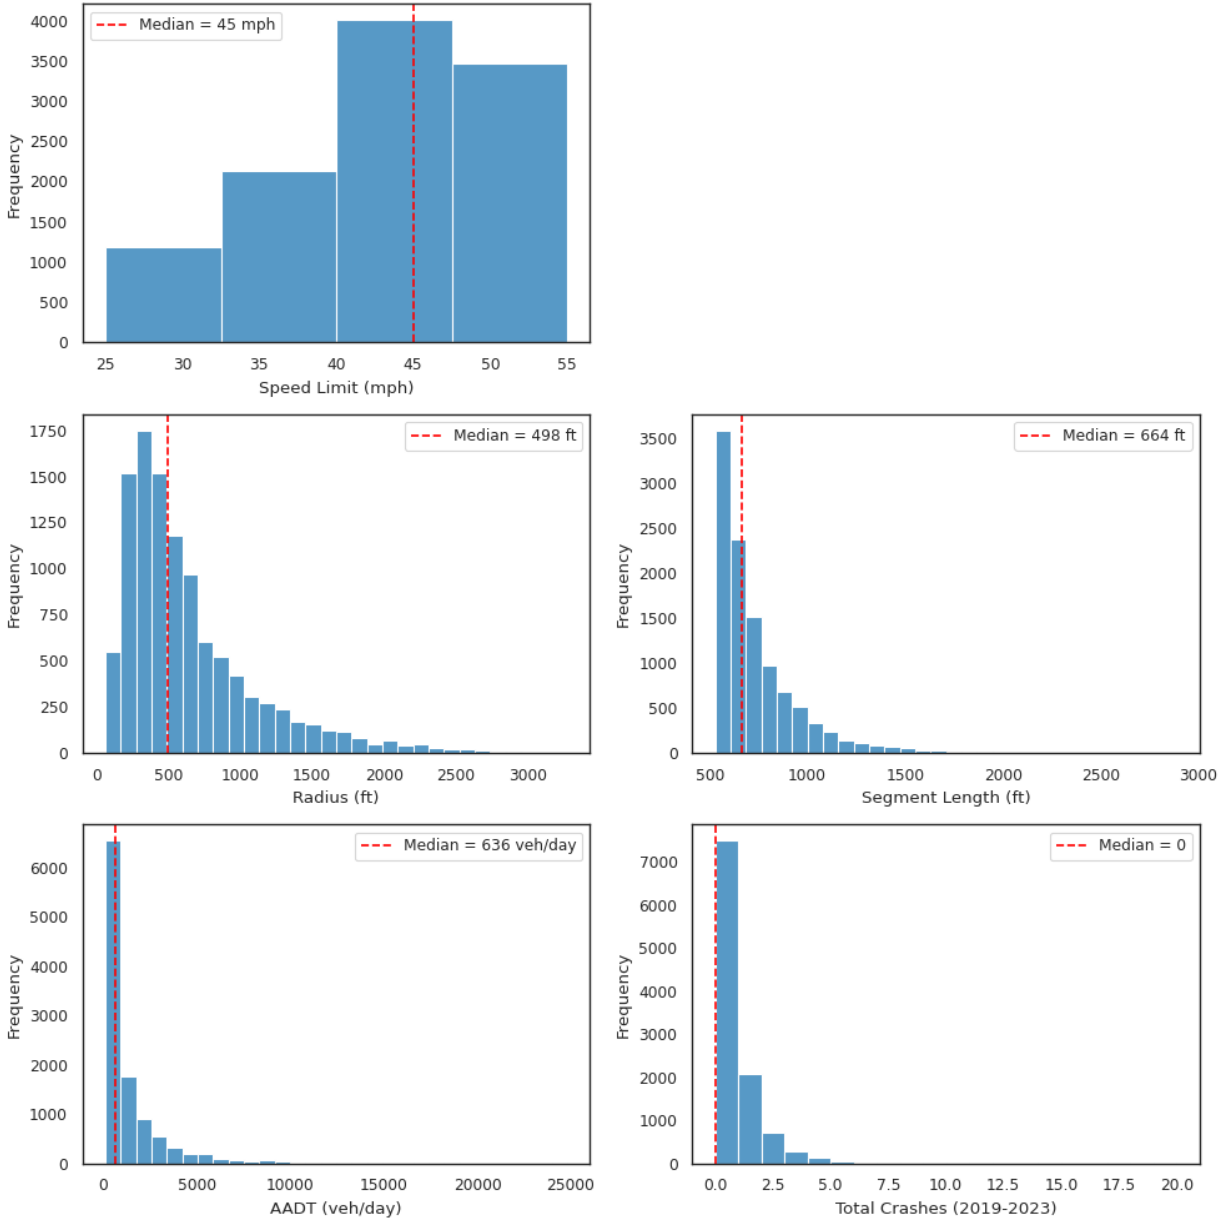 Median = 45 mph
4000
3500
3000
2500
2000
1500
1000
500
0
Frequency
25 30 35 40 45 50 55
Speed Limit (mph)
Median = 498 ft
1750
1500
1250
1000
750
500
250
0
Frequency
0 500 1000 1500 2000 2500 3000
Radius (ft)
Median = 664 ft
3500
3000
2500
2000
1500
1000
500
0
Frequency
500 1000 1500 2000 2500 3000
Segment Length (ft)
Median = 636 veh/day
6000
5000
4000
3000
2000
1000
0
Frequency
0 5000 10000 15000 20000 25000
AADT (veh/day)
Median = 0
7000
6000
5000
4000
3000
2000
1000
0
Frequency
0.0 2.5 5.0 7.5 10.0 12.5 15.0 17.5 20.0
Total Crashes (2019-2023)